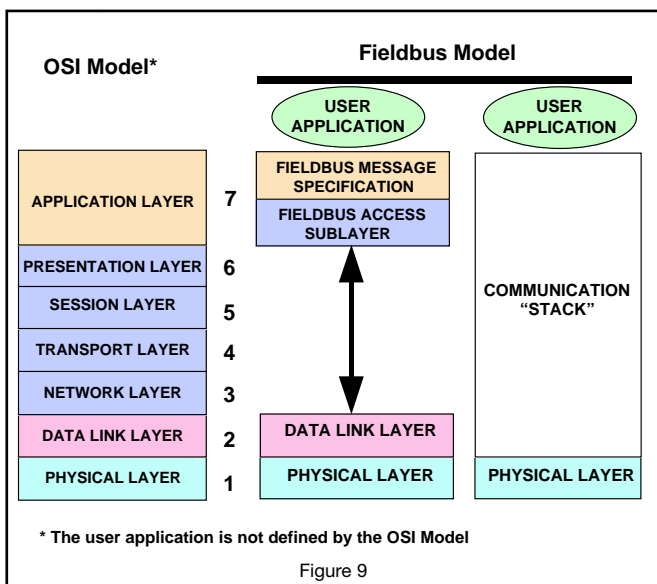 OSI Model*
Fieldbus Model
USER
APPLICATION
USER
APPLICATION
APPLICATION LAYER
7
FIELDBUS MESSAGE
SPECIFICATION
FIELDBUS ACCESS
SUBLAYER
PRESENTATION LAYER
6
SESSION LAYER
5
TRANSPORT LAYER
4
NETWORK LAYER
3
COMMUNICATION
“STACK”
DATA LINK LAYER
2
DATA LINK LAYER
PHYSICAL LAYER
1
PHYSICAL LAYER
PHYSICAL LAYER
* The user application is not defined by the OSI Model
Figure 9